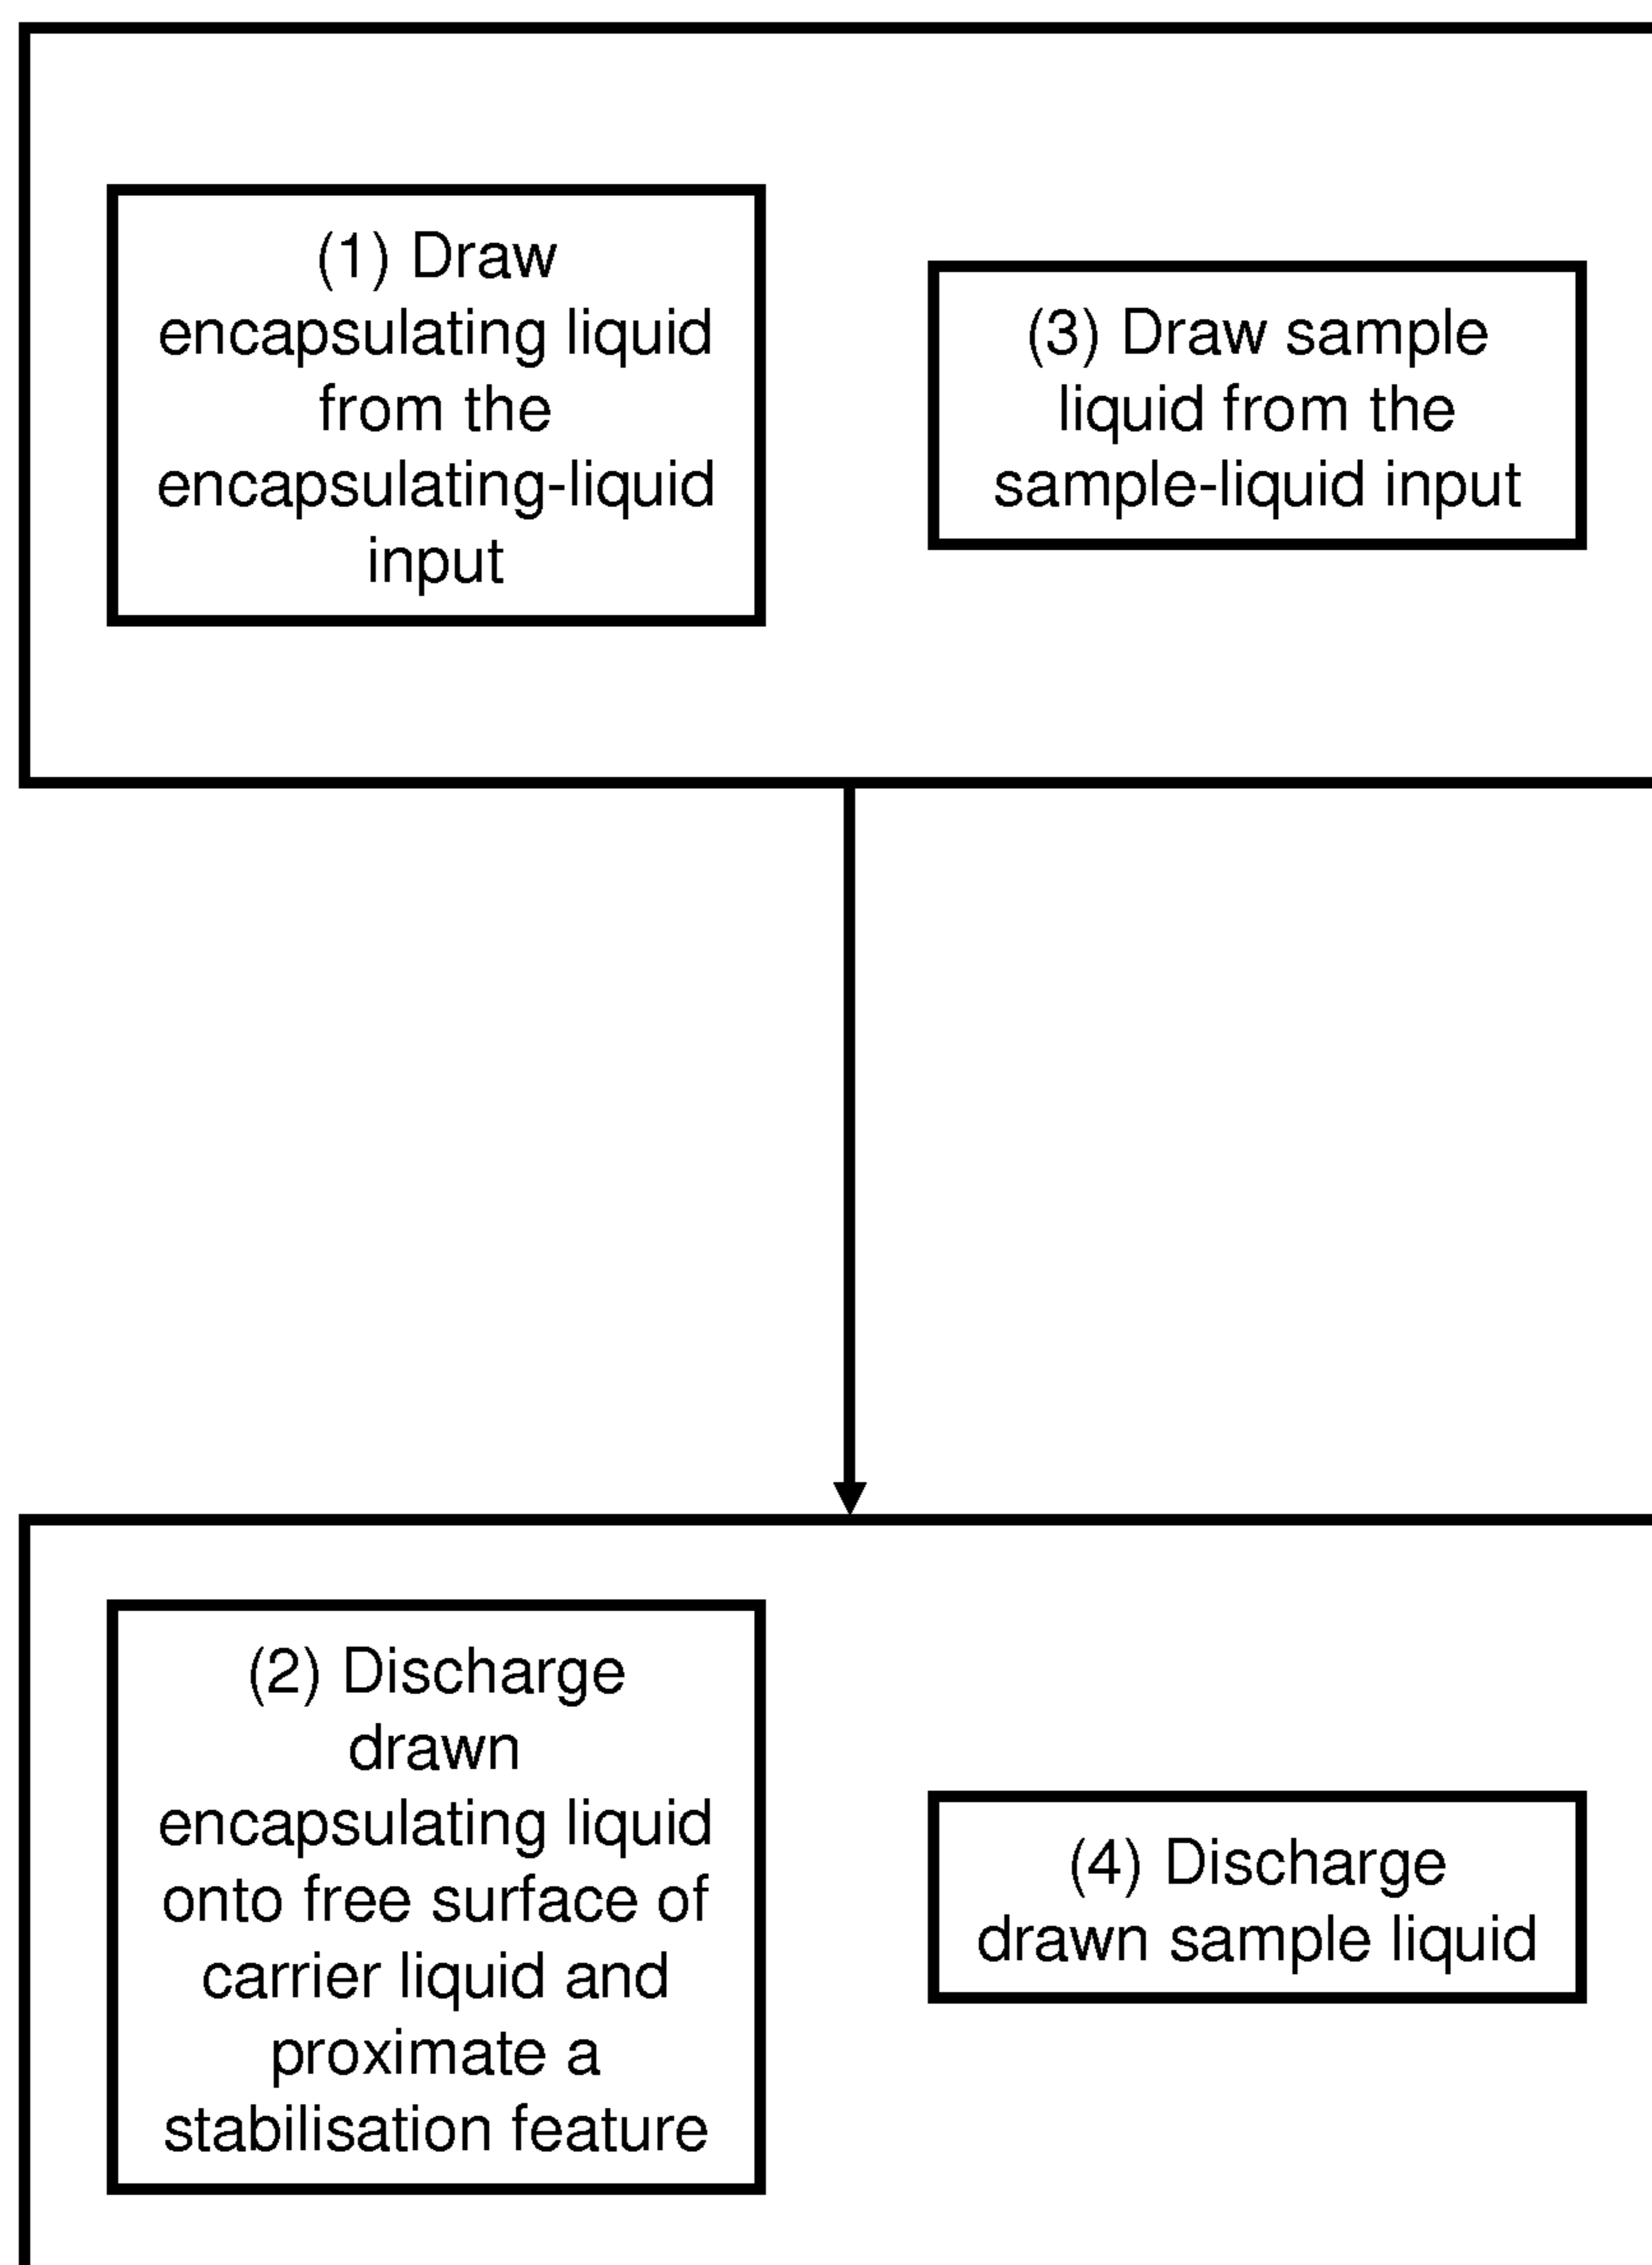 (1) Draw
encapsulating liquid
from the
encapsulating-liquid
input
(3) Draw sample
liquid from the
sample-liquid input
(2) Discharge
drawn
encapsulating liquid
onto free surface of
carrier liquid and
proximate a
stabilisation feature
(4) Discharge
drawn sample liquid